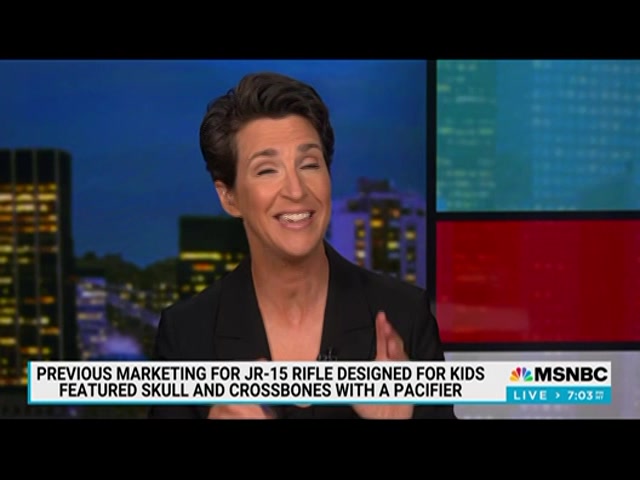 PREVIOUS MARKETING FOR JR-15 RIFLE DESIGNED FOR KIDS
FEATURED SKULL AND CROSSBONES WITH A PACIFIER
MSNBC
LIVE > 7:03